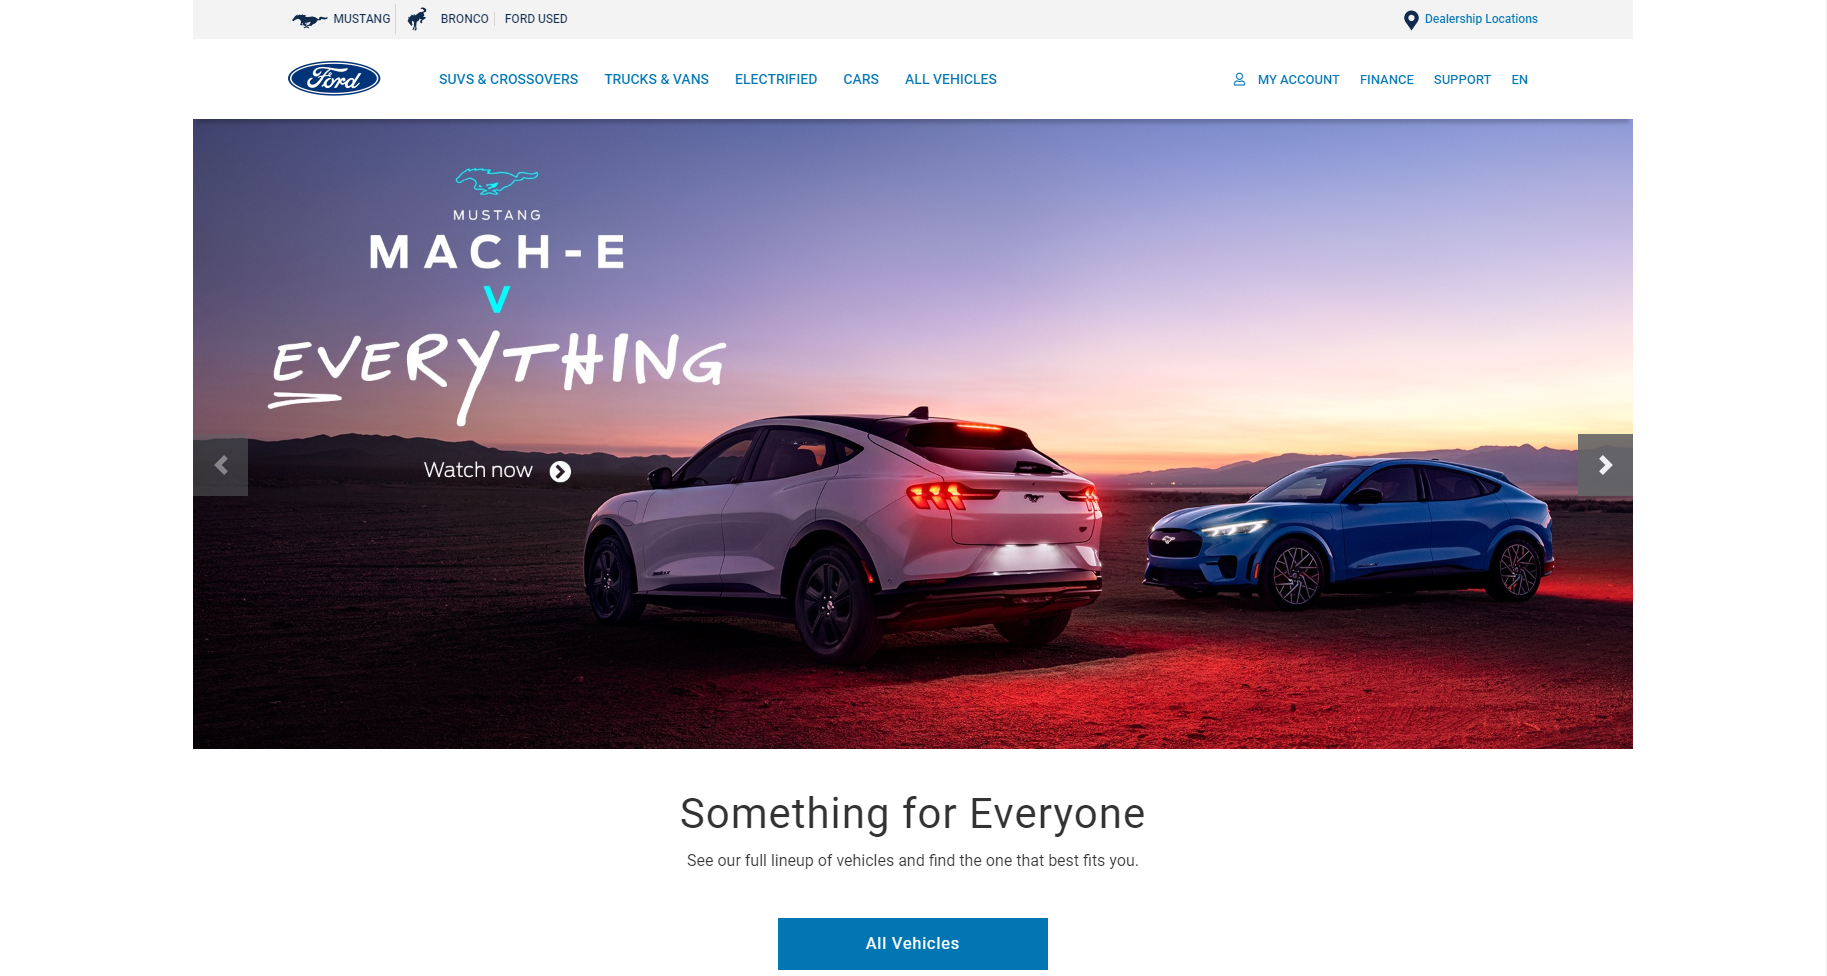 MUSTANG BRONCO FORD USED Dealership Locations
Ford SUVS & CROSSOVERS TRUCKS & VANS ELECTRIFIED CARS ALL VEHICLES MY ACCOUNT FINANCE SUPPORT EN
MUSTANG
MACH-E
V
EVERYTHING
Watch now
Something for Everyone
See our full lineup of vehicles and find the one that best fits you.
All Vehicles